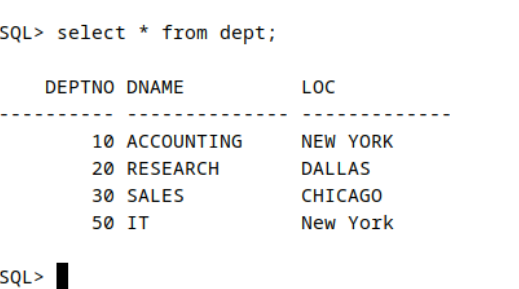 SQL> select * from dept;
    DEPTNO DNAME          LOC
---------- -------------- -------------
        10 ACCOUNTING     NEW YORK
        20 RESEARCH       DALLAS
        30 SALES          CHICAGO
        50 IT             New York
SQL>